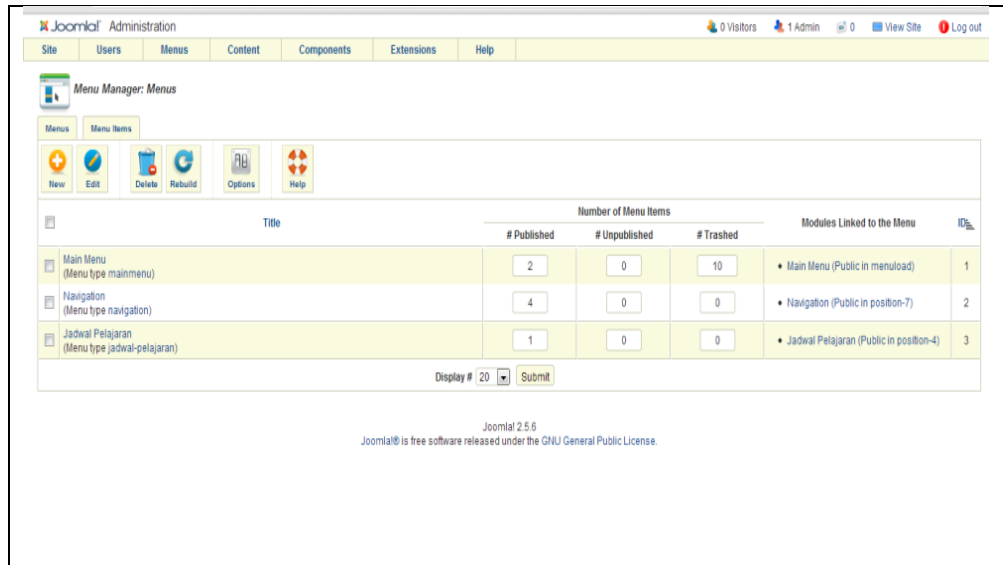 Joomla! Administration
0 Visitors 1 Admin 0 View Site Log out
Site Users Menus Content Components Extensions Help
Menu Manager: Menus
Menus Menu Items
New Edit Delete Rebuild Options Help
Title Number of Menu Items Modules Linked to the Menu ID
# Published # Unpublished # Trashed
Main Menu
(Menu type mainmenu) 2 0 10 • Main Menu (Public in menuload) 1
Navigation
(Menu type navigation) 4 0 0 • Navigation (Public in position-7) 2
Jadwal Pelajaran
(Menu type jadwal-pelajaran) 1 0 0 • Jadwal Pelajaran (Public in position-4) 3
Display # 20 Submit
Joomla! 2.5.6
Joomla!® is free software released under the GNU General Public License.